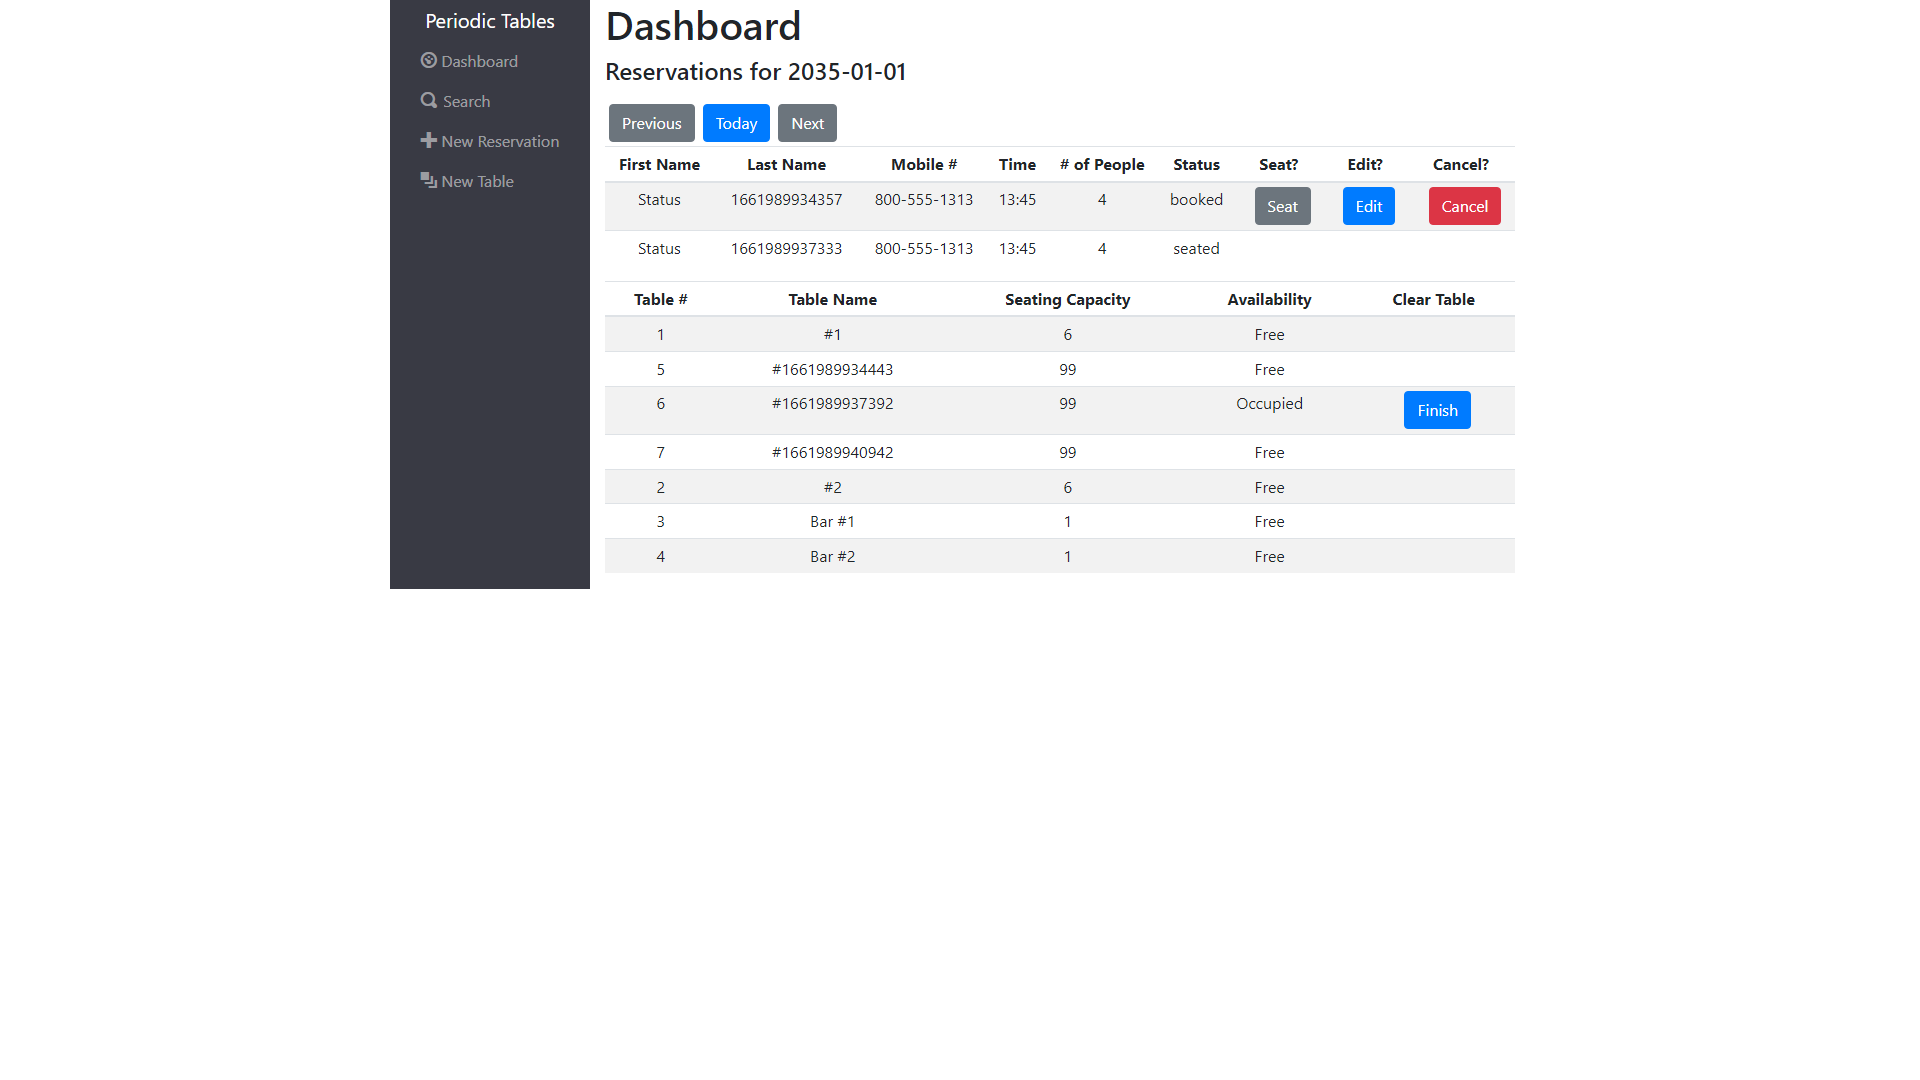 Periodic Tables
Dashboard
Search
New Reservation
New Table
Dashboard
Reservations for 2035-01-01
Previous Today Next
First Name Last Name Mobile # Time # of People Status Seat? Edit? Cancel?
Status 1661989934357 800-555-1313 13:45 4 booked Seat Edit Cancel
Status 1661989937333 800-555-1313 13:45 4 seated
Table # Table Name Seating Capacity Availability Clear Table
1 #1 6 Free
5 #1661989934443 99 Free
6 #1661989937392 99 Occupied Finish
7 #1661989940942 99 Free
2 #2 6 Free
3 Bar #1 1 Free
4 Bar #2 1 Free